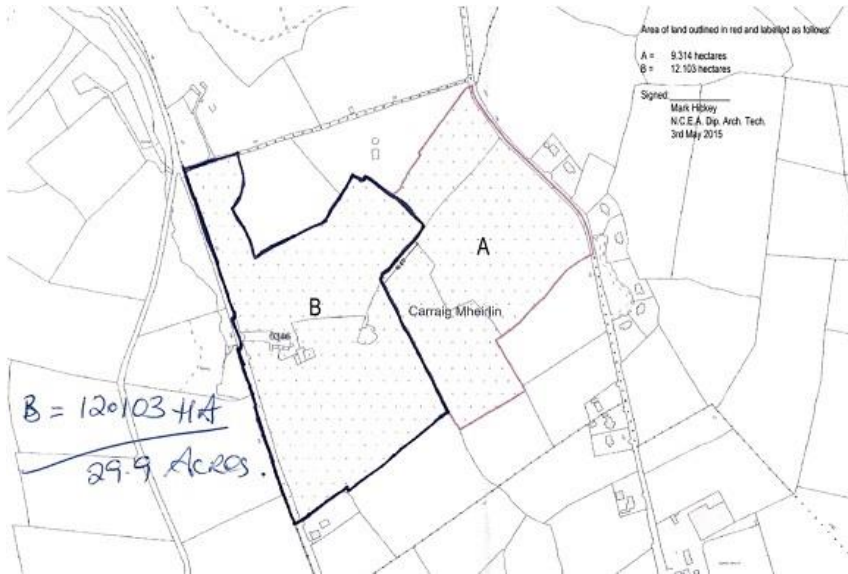 Area of land outlined in red and labelled as follows:
A = 9.314 hectares
B = 12.103 hectares
Signed:
Mark Hickey
N.C.E.A. Dip. Arch. Tech.
3rd May 2015
A
B
Carraig Mheirlin
B = 12.103 HA
29.9 ACRES.